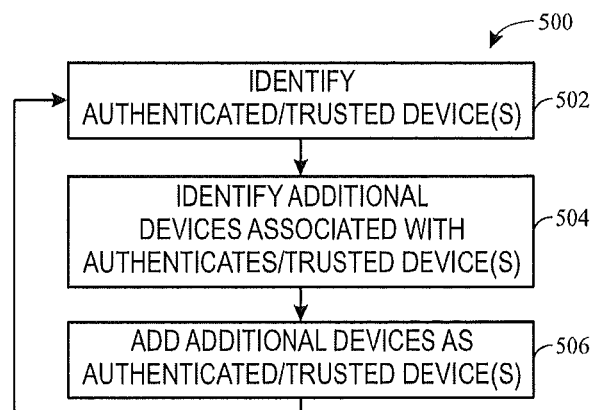 500
IDENTIFY
AUTHENTICATED/TRUSTED DEVICE(S)
502
IDENTIFY ADDITIONAL
DEVICES ASSOCIATED WITH
AUTHENTICATES/TRUSTED DEVICE(S)
504
ADD ADDITIONAL DEVICES AS
AUTHENTICATED/TRUSTED DEVICE(S)
506